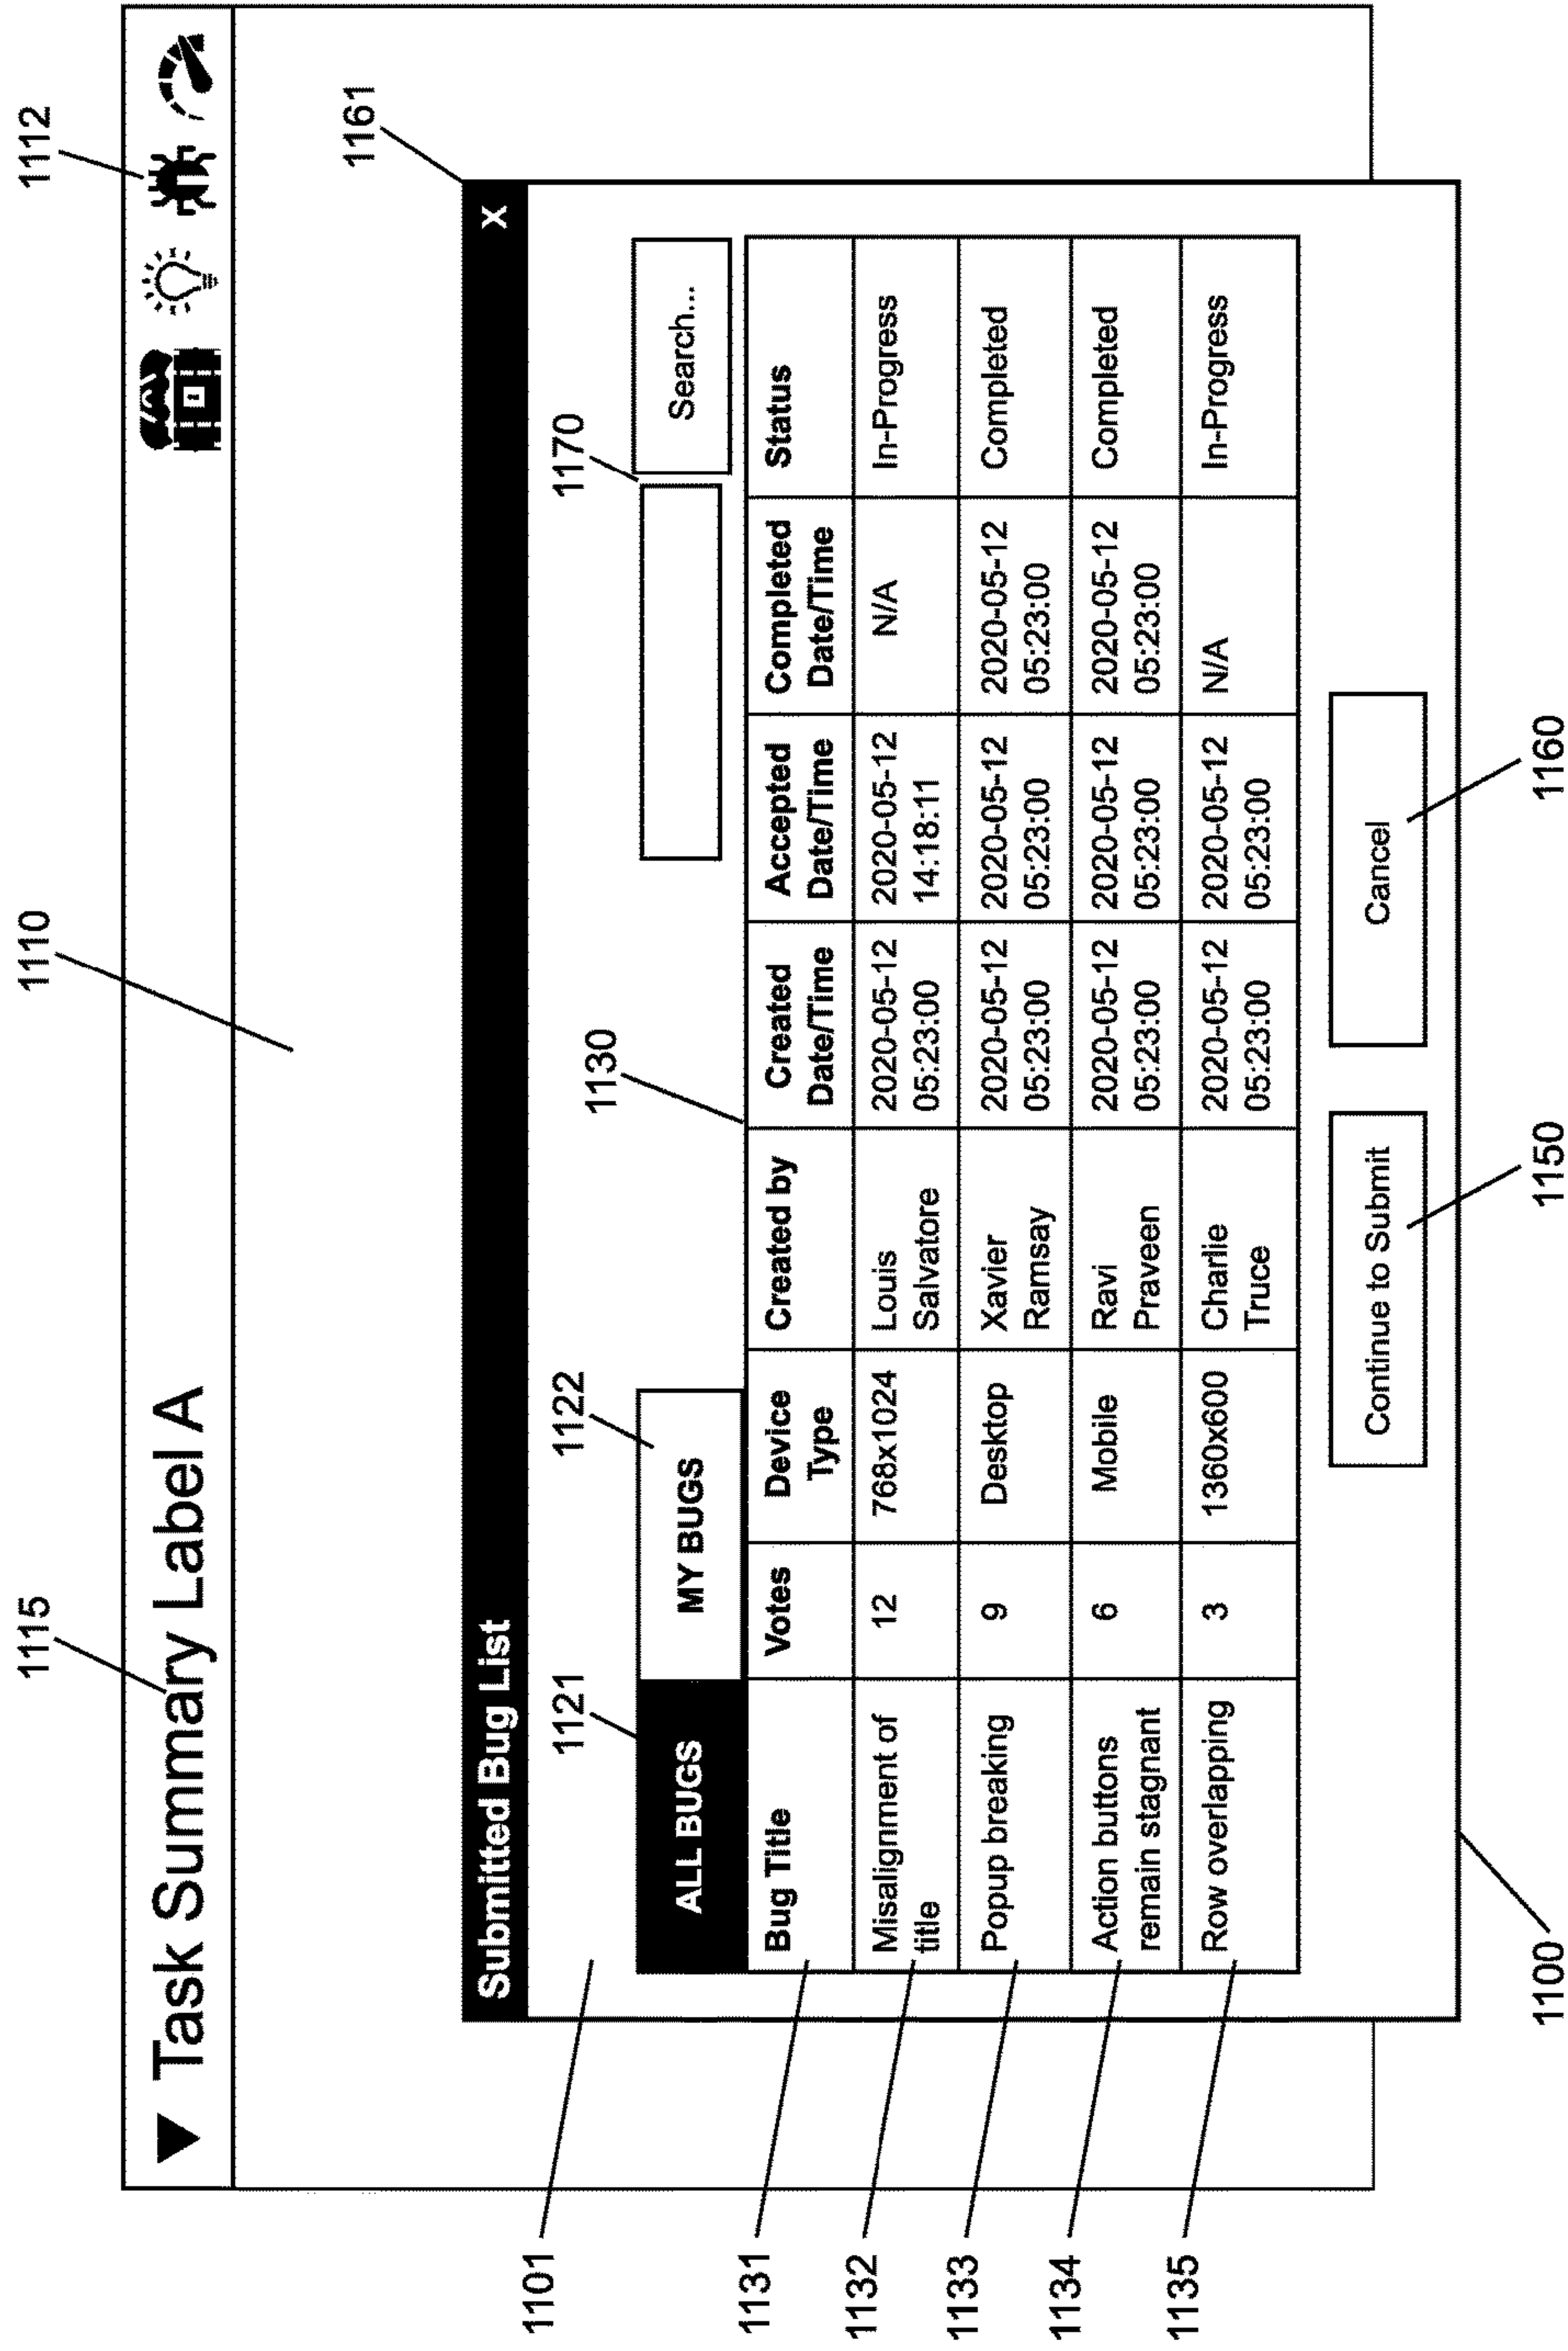 1115
1110
1112
Task Summary Label A
1161
Submitted Bug List
X
1101
1121
1122
1130
1170
ALL BUGS
MY BUGS
Search...
1131
Bug Title
Votes
Device
Type
Created by
Created
Date/Time
Accepted
Date/Time
Completed
Date/Time
Status
1132
Misalignment of
title
12
768x1024
Louis
Salvatore
2020-05-12
05:23:00
2020-05-12
14:18:11
N/A
In-Progress
1133
Popup breaking
9
Desktop
Xavier
Ramsay
2020-05-12
05:23:00
2020-05-12
05:23:00
2020-05-12
05:23:00
Completed
1134
Action buttons
remain stagnant
6
Mobile
Ravi
Praveen
2020-05-12
05:23:00
2020-05-12
05:23:00
2020-05-12
05:23:00
Completed
1135
Row overlapping
3
1360x600
Charlie
Truce
2020-05-12
05:23:00
2020-05-12
05:23:00
N/A
In-Progress
Continue to Submit
Cancel
1100
1150
1160